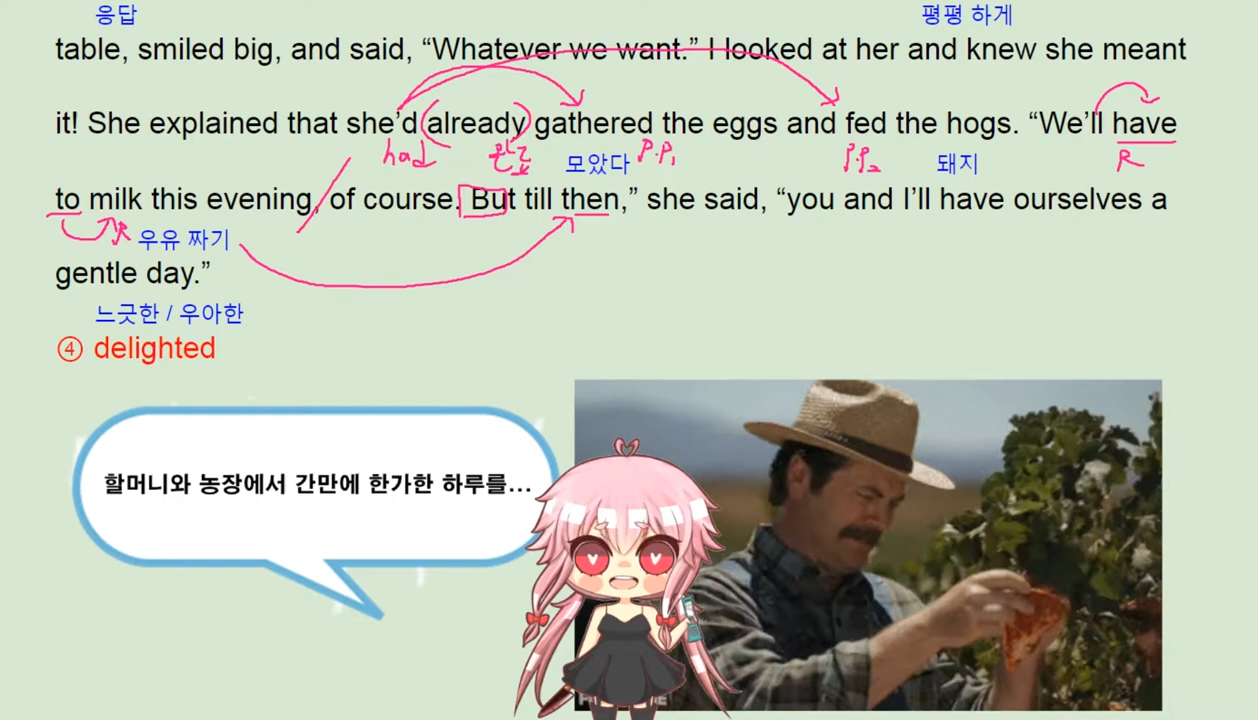 응답
평평 하게
table, smiled big, and said, “Whatever we want.” I looked at her and knew she meant
it! She explained that she’d already gathered the eggs and fed the hogs. “We’ll have
had 완료 모았다 P.P₁ P.P₂ 돼지 R
to milk this evening, of course. But till then,” she said, “you and I’ll have ourselves a
R 우유 짜기
gentle day.”
느긋한 / 우아한
④ delighted
할머니와 농장에서 간만에 한가한 하루를...